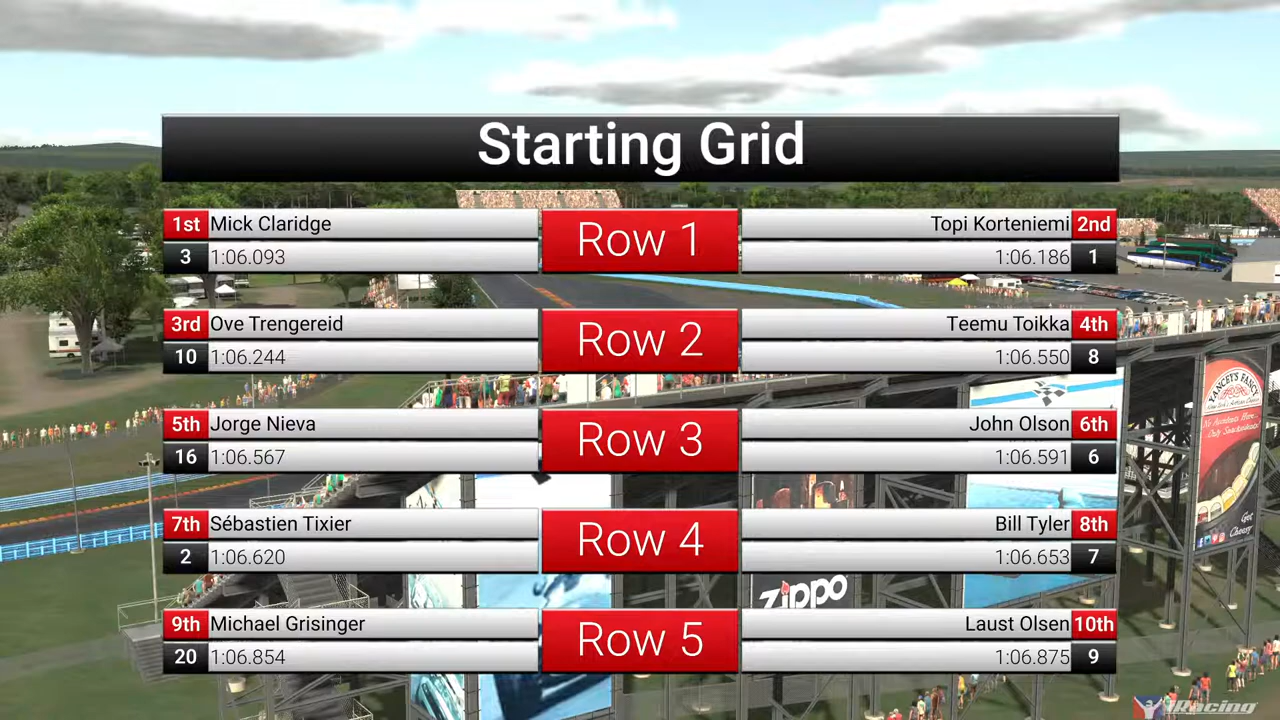 Starting Grid
1st Mick Claridge Row 1 Topi Korteniemi 2nd
3 1:06.093 1:06.186 1
3rd Ove Trengereid Row 2 Teemu Toikka 4th
10 1:06.244 1:06.550 8
5th Jorge Nieva Row 3 John Olson 6th
16 1:06.567 1:06.591 6
7th Sébastien Tixier Row 4 Bill Tyler 8th
2 1:06.620 1:06.653 7
9th Michael Grisinger Row 5 Laust Olsen 10th
20 1:06.854 1:06.875 9
YANCEY'S FANCY
Get
Cheesy
Zippo
iRacing